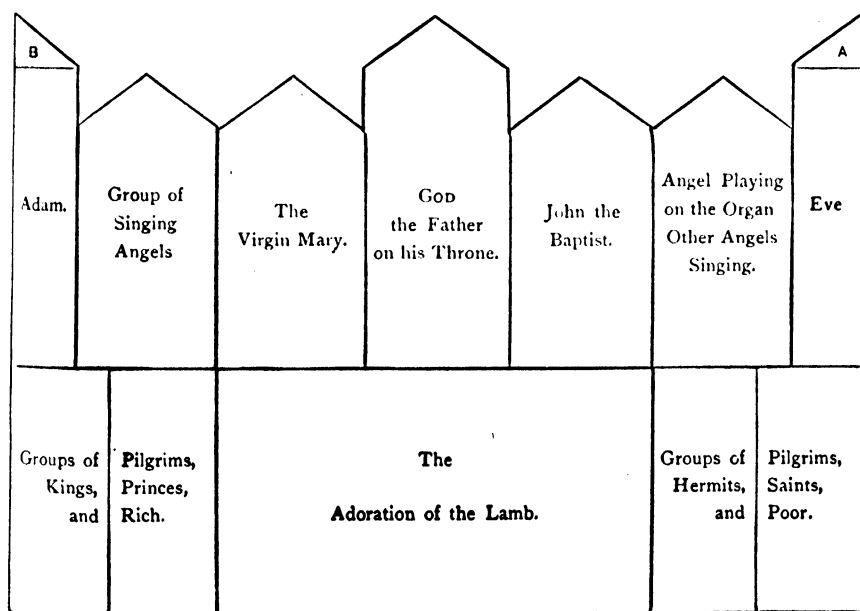 B
A
Adam.
Group of
Singing
Angels
The
Virgin Mary.
GOD
the Father
on his Throne.
John the
Baptist.
Angel Playing
on the Organ
Other Angels
Singing.
Eve
Groups of
Kings,
and
Pilgrims,
Princes,
Rich.
The
Adoration of the Lamb.
Groups of
Hermits,
and
Pilgrims,
Saints,
Poor.